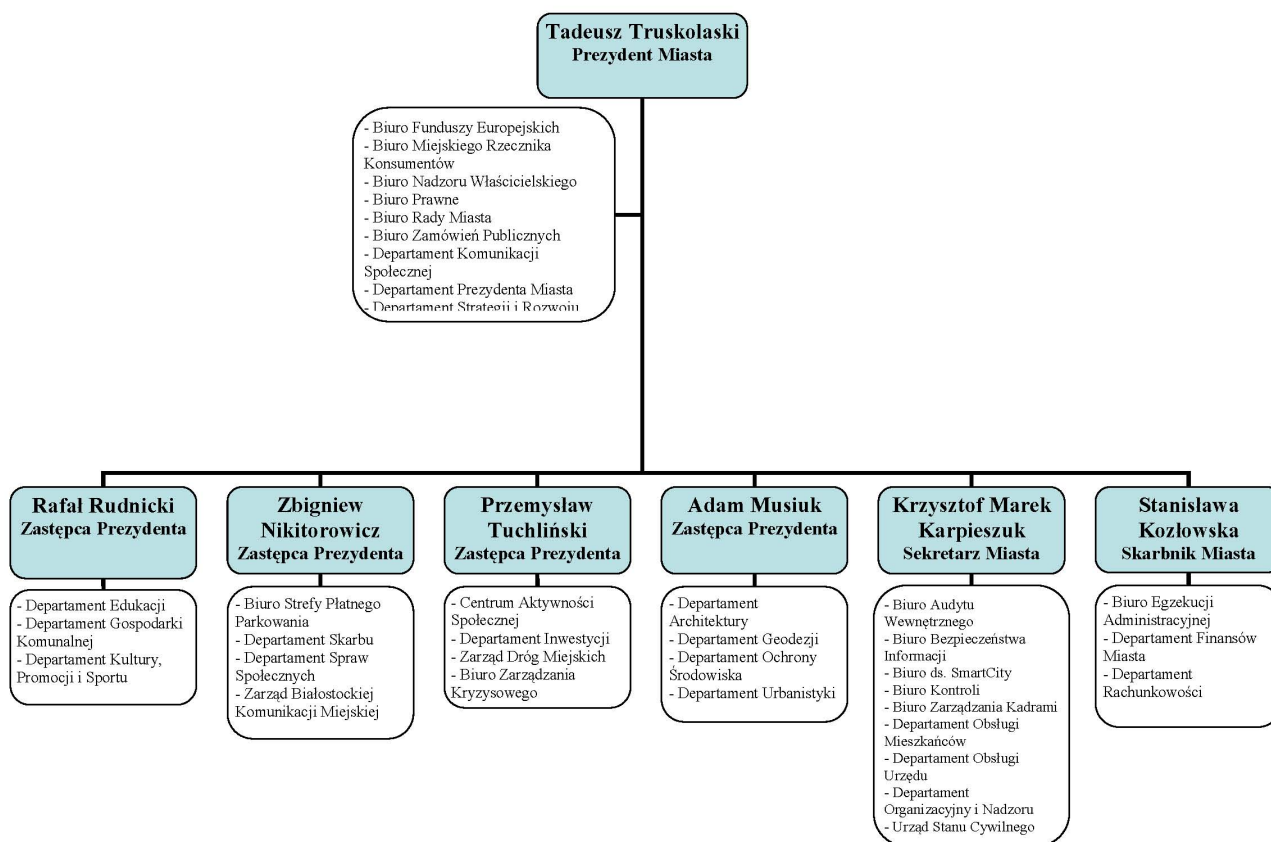 Tadeusz Truskolaski
Prezydent Miasta
- Biuro Funduszy Europejskich
- Biuro Miejskiego Rzecznika
Konsumentów
- Biuro Nadzoru Właścicielskiego
- Biuro Prawne
- Biuro Rady Miasta
- Biuro Zamówień Publicznych
- Departament Komunikacji
Społecznej
- Departament Prezydenta Miasta
- Departament Strategii i Rozwoju
Rafał Rudnicki
Zastępca Prezydenta
- Departament Edukacji
- Departament Gospodarki
Komunalnej
- Departament Kultury,
Promocji i Sportu
Zbigniew
Nikitorowicz
Zastępca Prezydenta
- Biuro Strefy Płatnego
Parkowania
- Departament Skarbu
- Departament Spraw
Społecznych
- Zarząd Białostockiej
Komunikacji Miejskiej
Przemysław
Tuchliński
Zastępca Prezydenta
- Centrum Aktywności
Społecznej
- Departament Inwestycji
- Zarząd Dróg Miejskich
- Biuro Zarządzania
Kryzysowego
Adam Musiuk
Zastępca Prezydenta
- Departament
Architektury
- Departament Geodezji
- Departament Ochrony
Środowiska
- Departament Urbanistyki
Krzysztof Marek
Karpieszuk
Sekretarz Miasta
- Biuro Audytu
Wewnętrznego
- Biuro Bezpieczeństwa
Informacji
- Biuro ds. SmartCity
- Biuro Kontroli
- Biuro Zarządzania Kadrami
- Departament Obsługi
Mieszkańców
- Departament Obsługi
Urzędu
- Departament
Organizacyjny i Nadzoru
- Urząd Stanu Cywilnego
Stanisława
Kozłowska
Skarbnik Miasta
- Biuro Egzekucji
Administracyjnej
- Departament Finansów
Miasta
- Departament
Rachunkowości